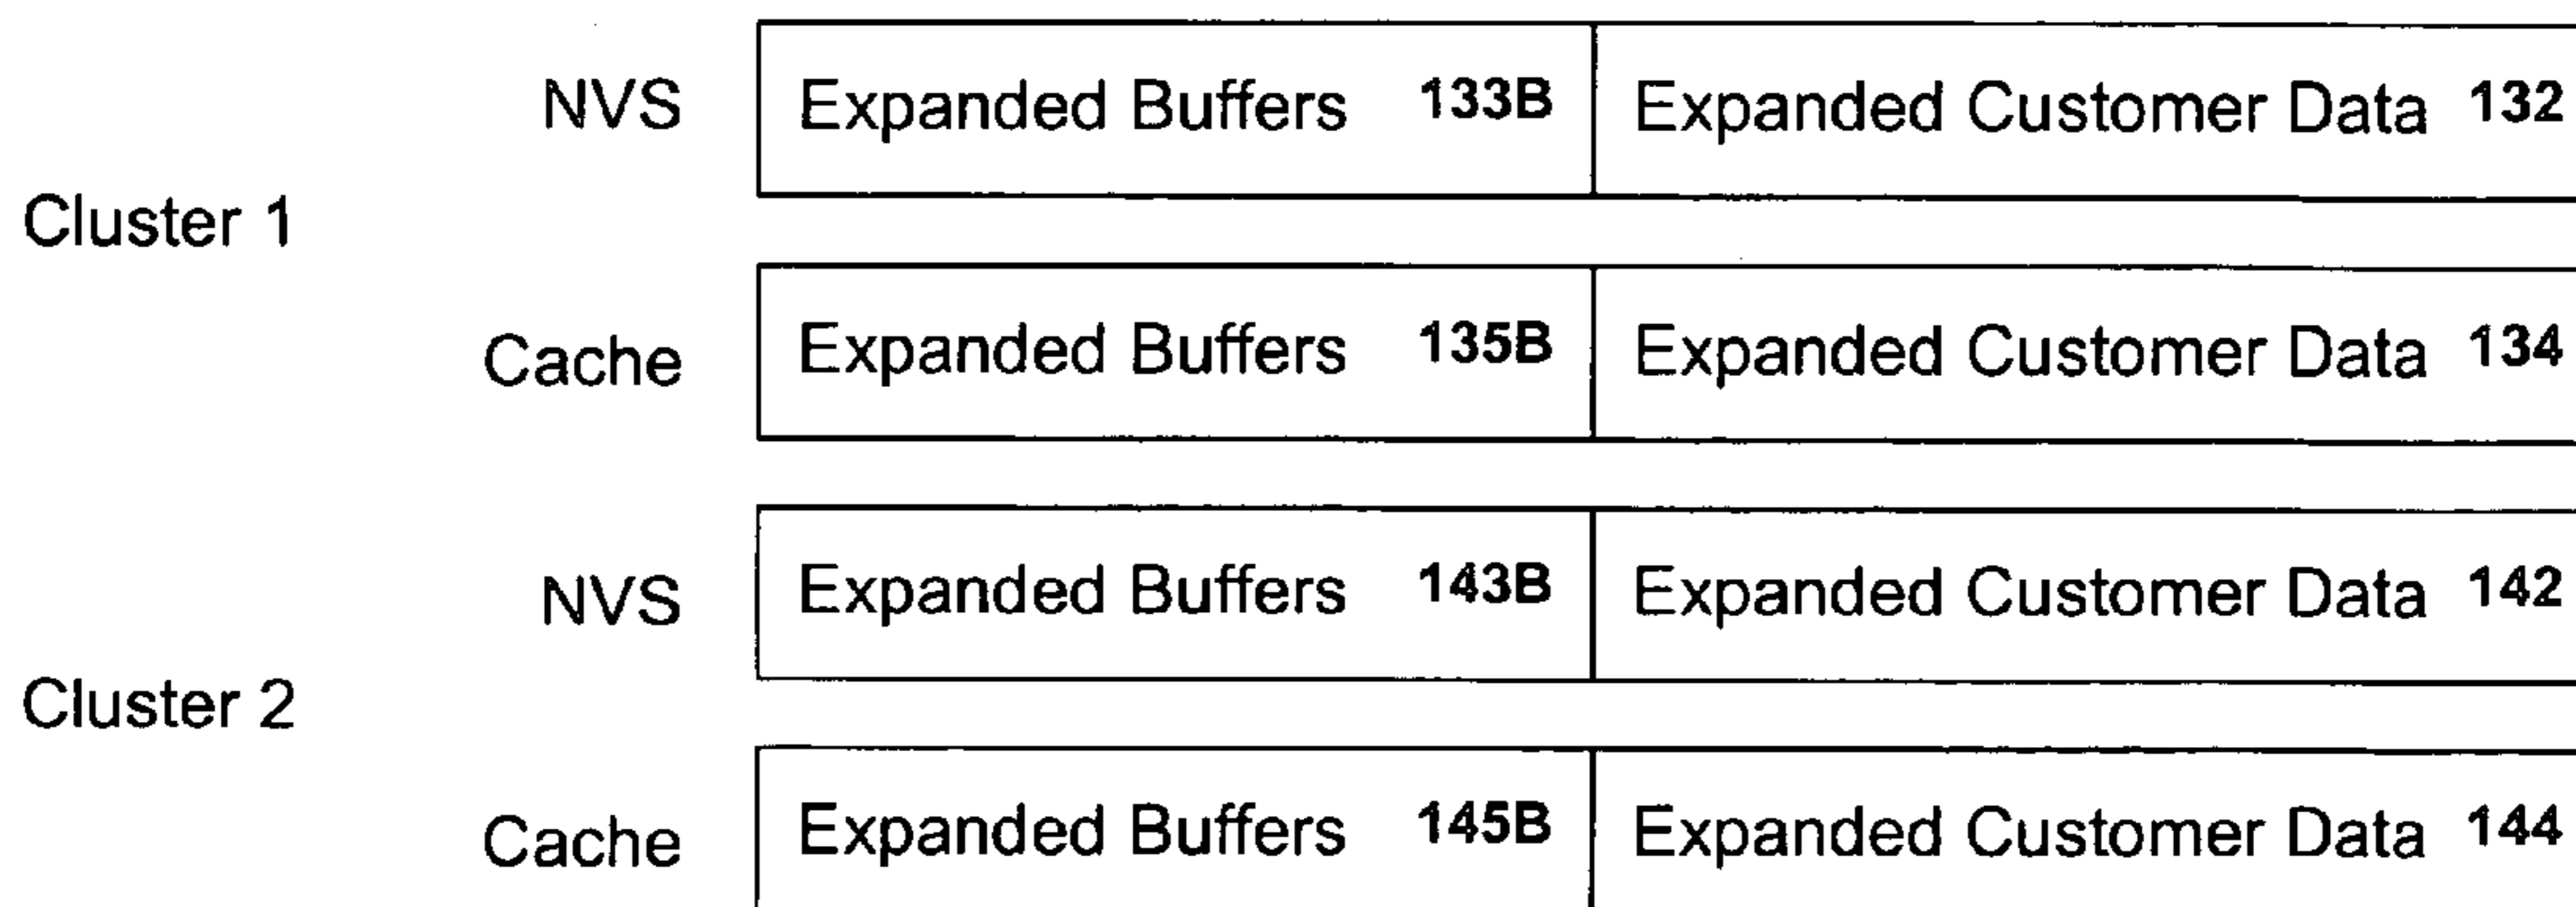 NVS Expanded Buffers 133B Expanded Customer Data 132
Cluster 1
Cache Expanded Buffers 135B Expanded Customer Data 134
NVS Expanded Buffers 143B Expanded Customer Data 142
Cluster 2
Cache Expanded Buffers 145B Expanded Customer Data 144